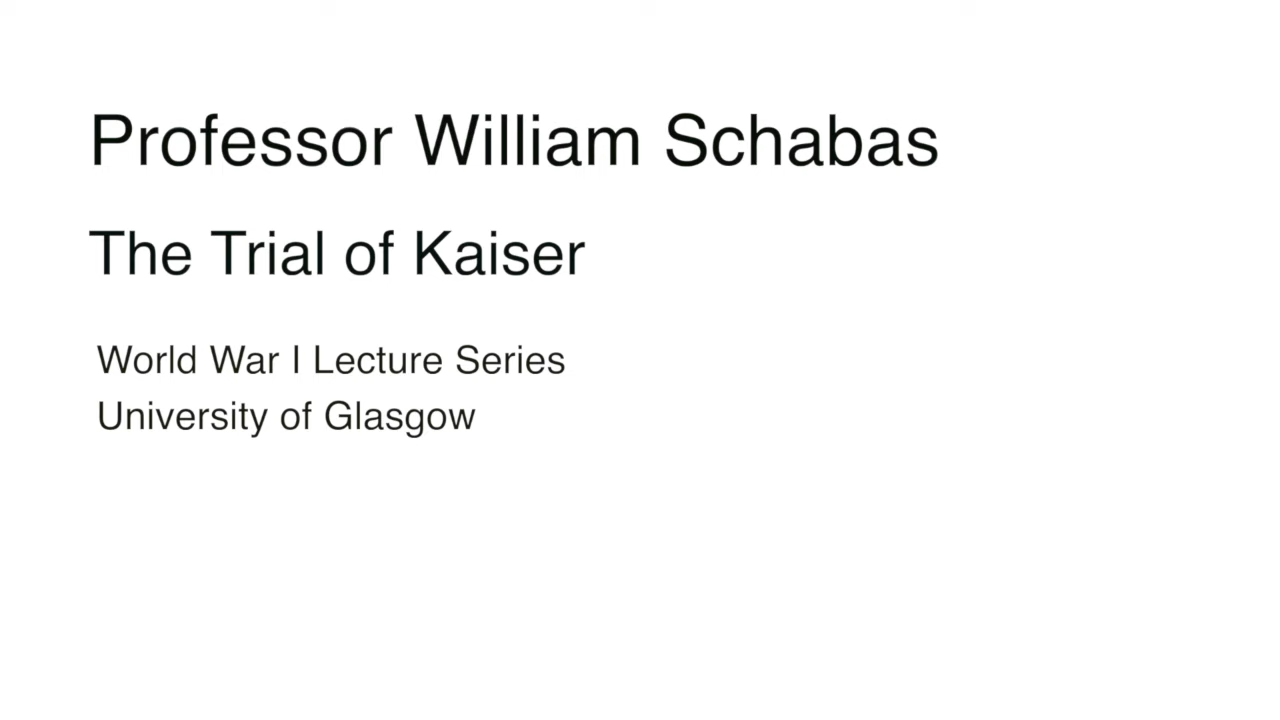 Professor William Schabas
The Trial of Kaiser
World War I Lecture Series
University of Glasgow